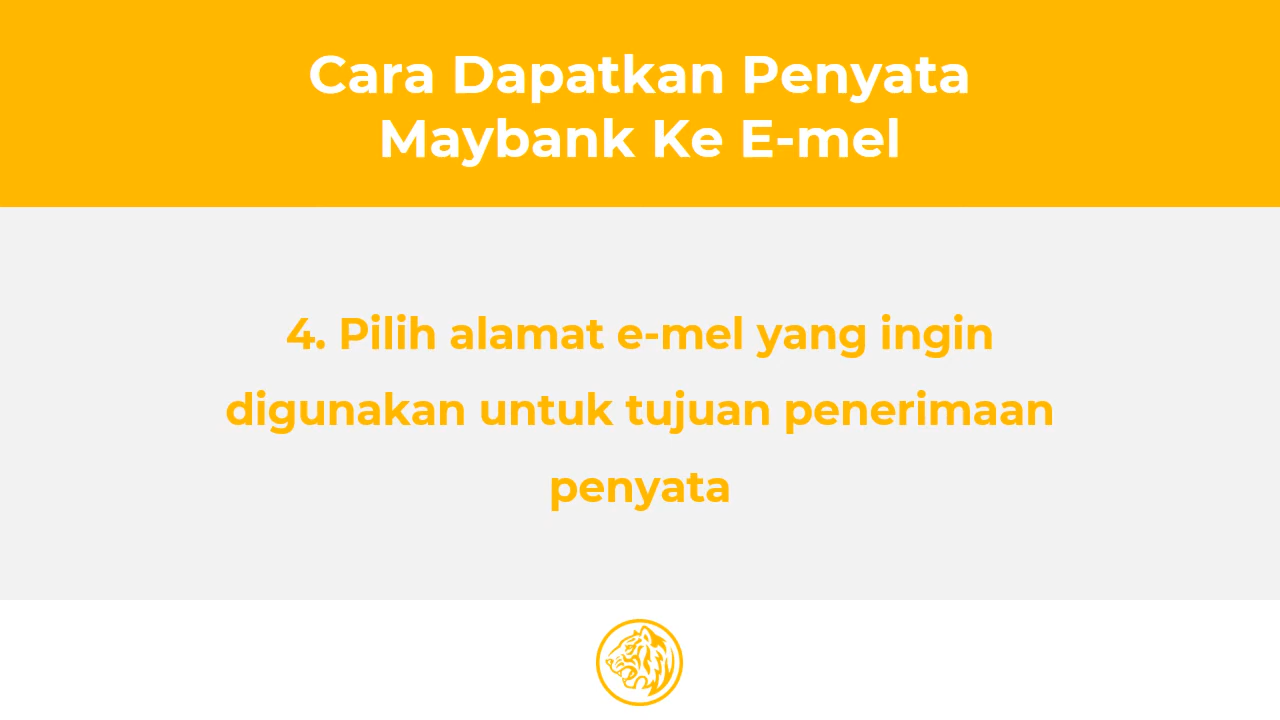 Cara Dapatkan Penyata
Maybank Ke E-mel
4. Pilih alamat e-mel yang ingin
digunakan untuk tujuan penerimaan
penyata